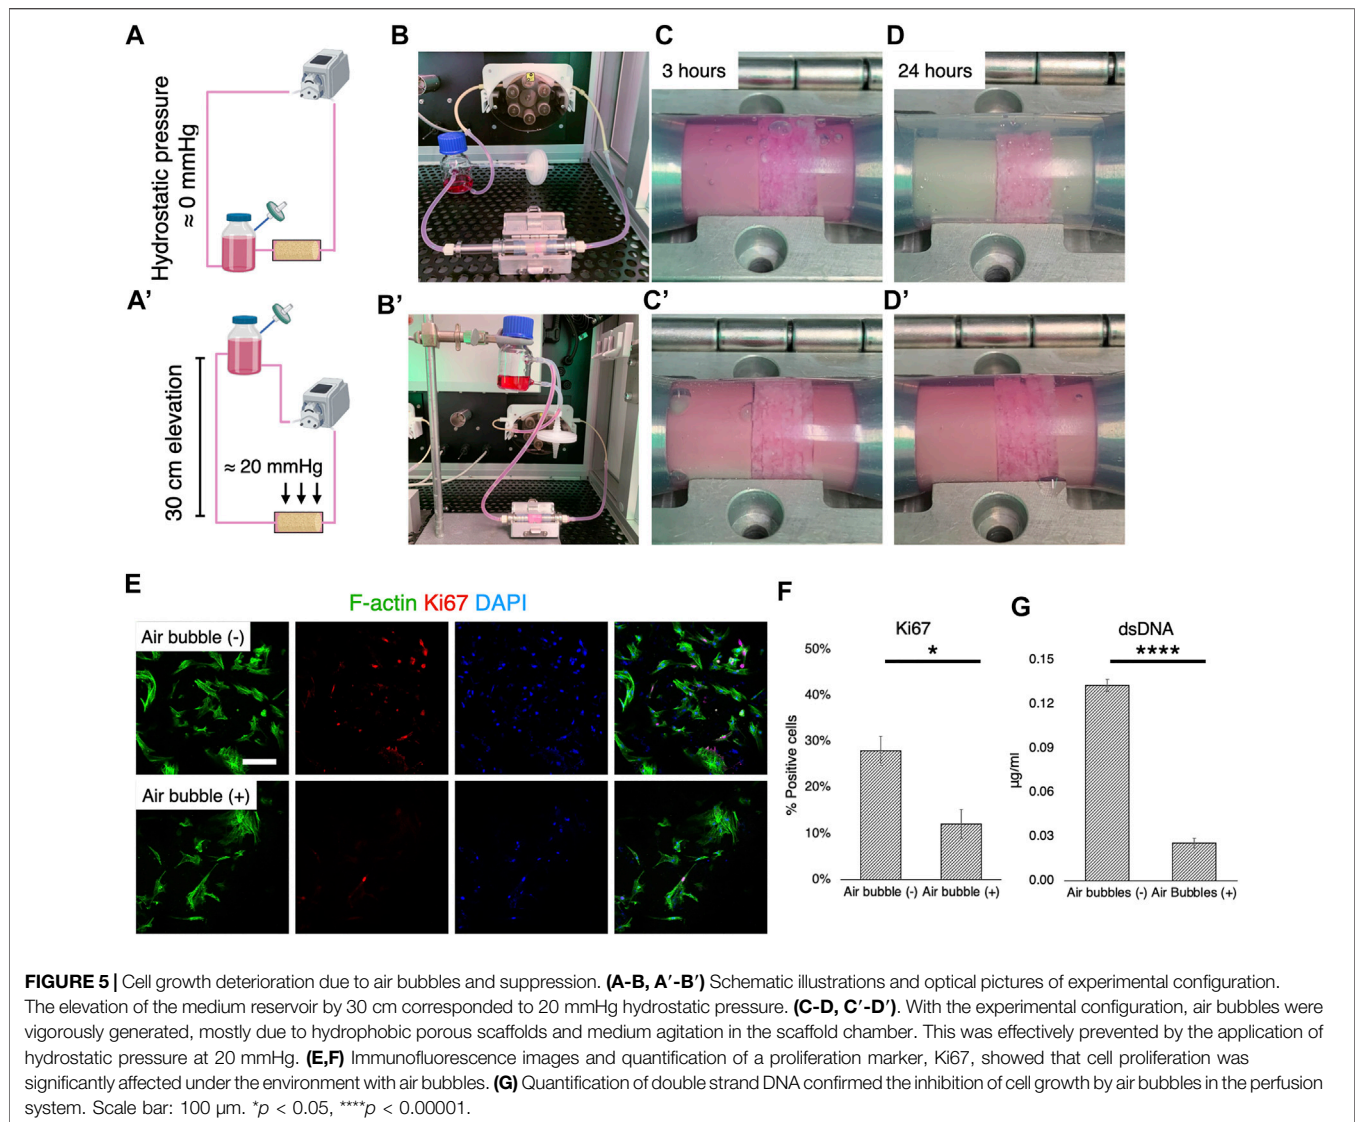 A
B
C
D
Hydrostatic pressure
≈ 0 mmHg
3 hours
24 hours
A’
B’
C’
D’
30 cm elevation
≈ 20 mmHg
E
F-actin Ki67 DAPI
Air bubble (-)
Air bubble (+)
F
Ki67
*
50%
40%
30%
20%
10%
0%
% Positive cells
Air bubble (-) Air bubble (+)
G
dsDNA
****
0.15
0.12
0.09
0.06
0.03
0.00
µg/ml
Air bubbles (-) Air Bubbles (+)
FIGURE 5 | Cell growth deterioration due to air bubbles and suppression. (A-B, A′-B′) Schematic illustrations and optical pictures of experimental configuration.
The elevation of the medium reservoir by 30 cm corresponded to 20 mmHg hydrostatic pressure. (C-D, C′-D′). With the experimental configuration, air bubbles were
vigorously generated, mostly due to hydrophobic porous scaffolds and medium agitation in the scaffold chamber. This was effectively prevented by the application of
hydrostatic pressure at 20 mmHg. (E,F) Immunofluorescence images and quantification of a proliferation marker, Ki67, showed that cell proliferation was
significantly affected under the environment with air bubbles. (G) Quantification of double strand DNA confirmed the inhibition of cell growth by air bubbles in the perfusion
system. Scale bar: 100 µm. *p < 0.05, ****p < 0.00001.